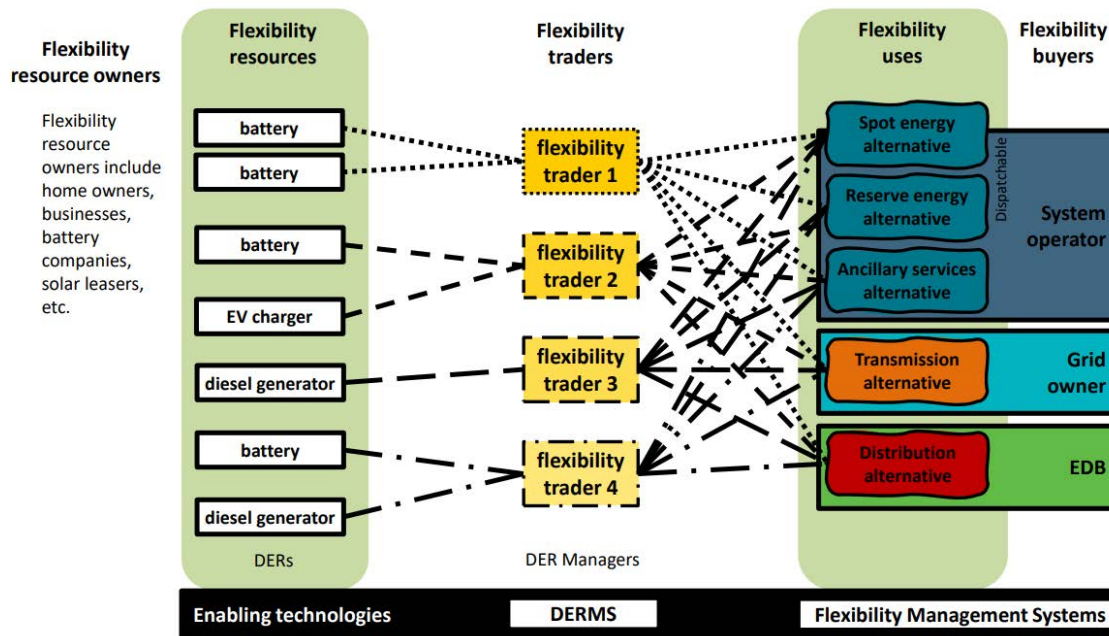 Flexibility
resource owners
Flexibility
resource
owners include
home owners,
businesses,
battery
companies,
solar leasers,
etc.
Flexibility
resources
battery
battery
battery
EV charger
diesel generator
battery
diesel generator
DERs
Flexibility
traders
flexibility
trader 1
flexibility
trader 2
flexibility
trader 3
flexibility
trader 4
DER Managers
Flexibility
uses
Spot energy
alternative
Reserve energy
alternative
Ancillary services
alternative
Dispatchable
Transmission
alternative
Distribution
alternative
Flexibility
buyers
System
operator
Grid
owner
EDB
Enabling technologies
DERMS
Flexibility Management Systems